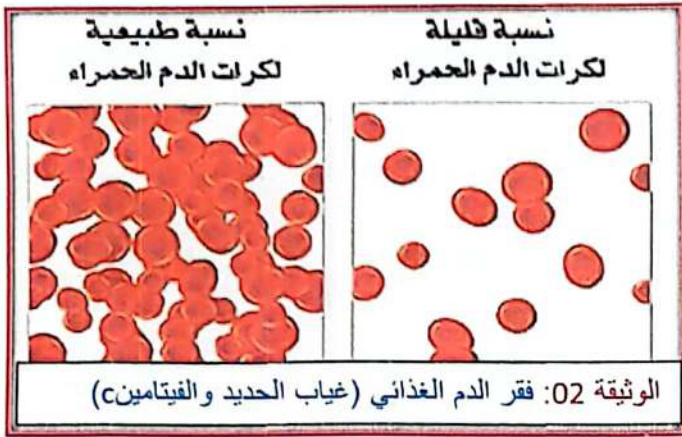 نسبة طبيعية
لكرات الدم الحمراء
نسبة قليلة
لكرات الدم الحمراء
الوثيقة 02: فقر الدم الغذائي (غياب الحديد والفيتامينc)